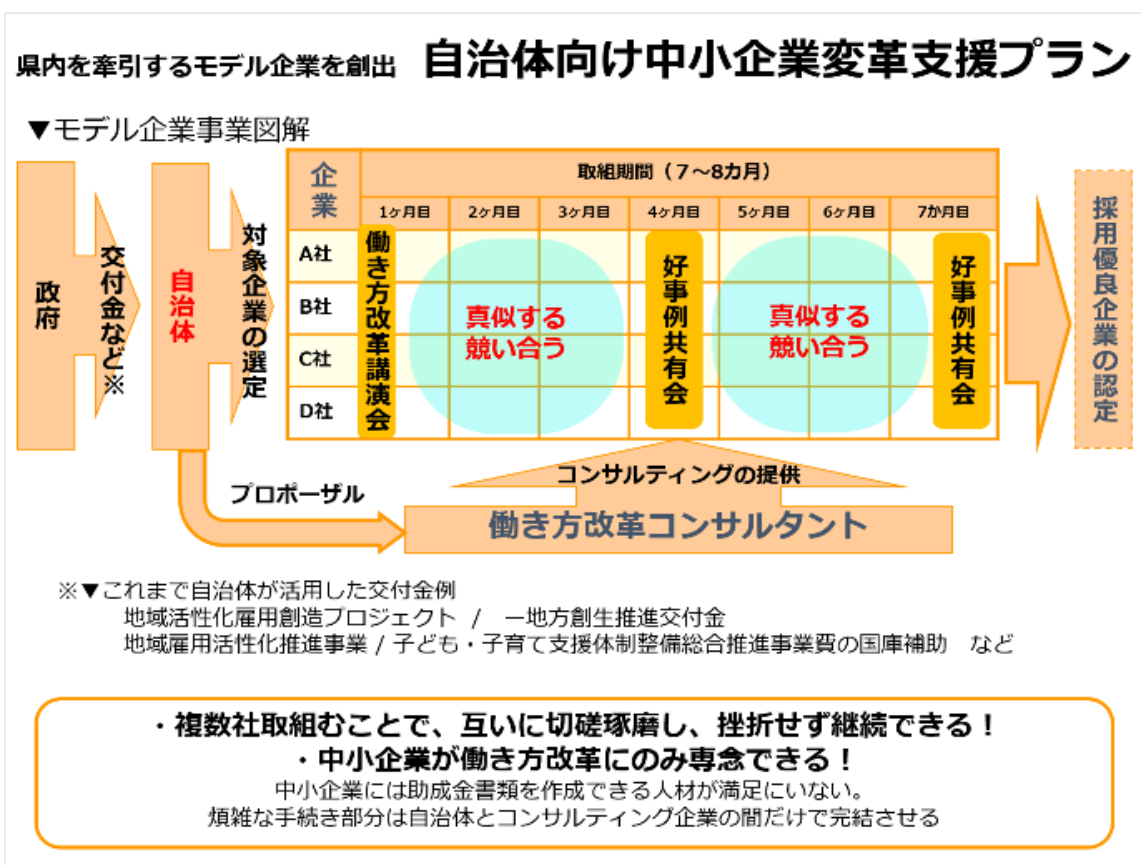 県内を牽引するモデル企業を創出 自治体向け中小企業変革支援プラン
▼モデル企業事業図解
政府
交付金など※
自治体
対象企業の選定
企業
取組期間（７～8カ月）
1ヶ月目 2ヶ月目 3ヶ月目 4ヶ月目 5ヶ月目 6ヶ月目 7か月目
A社
B社
C社
D社
働き方改革講演会
真似する
競い合う
好事例共有会
真似する
競い合う
好事例共有会
採用優良企業の認定
プロポーザル
コンサルティングの提供
働き方改革コンサルタント
※▼これまで自治体が活用した交付金例
地域活性化雇用創造プロジェクト / ー地方創生推進交付金
地域雇用活性化推進事業 / 子ども・子育て支援体制整備総合推進事業費の国庫補助 など
・複数社取組むことで、互いに切磋琢磨し、挫折せず継続できる！
・中小企業が働き方改革にのみ専念できる！
中小企業には助成金書類を作成できる人材が満足にいない。
煩雑な手続き部分は自治体とコンサルティング企業の間だけで完結させる